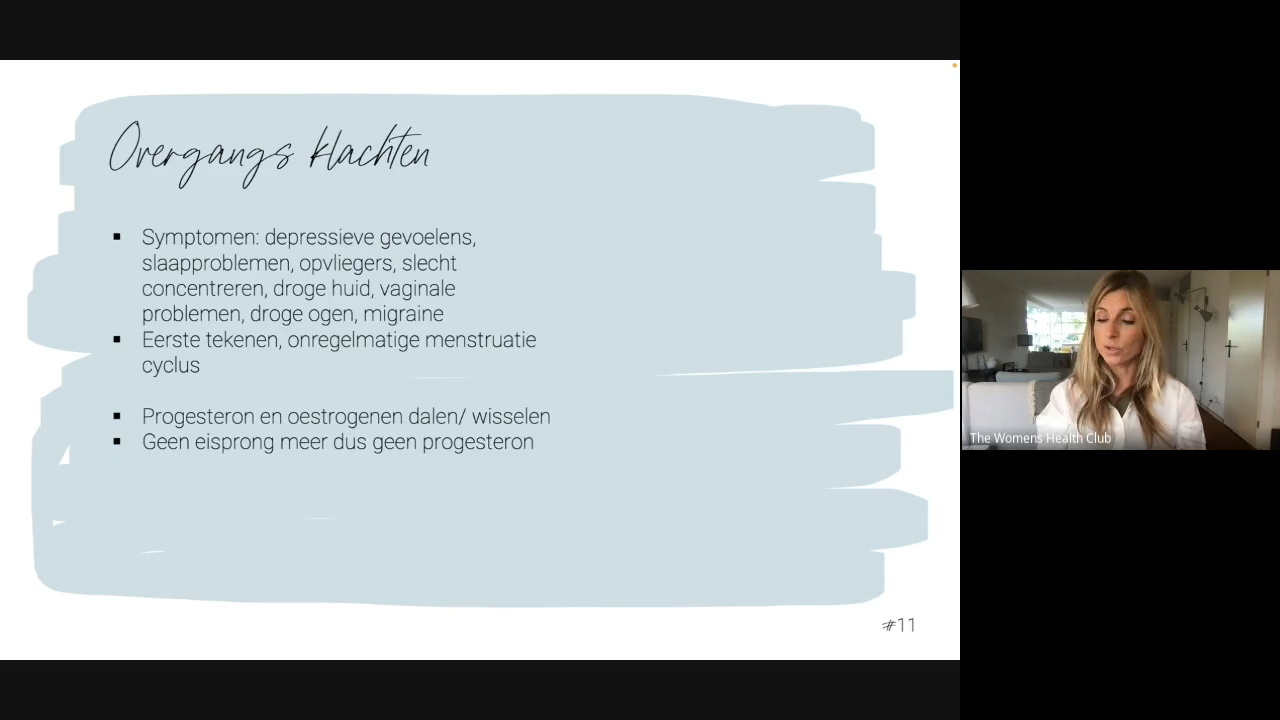 Overgangs klachten
▪ Symptomen: depressieve gevoelens,
slaapproblemen, opvliegers, slecht
concentreren, droge huid, vaginale
problemen, droge ogen, migraine
▪ Eerste tekenen, onregelmatige menstruatie
cyclus
▪ Progesteron en oestrogenen dalen/ wisselen
▪ Geen eisprong meer dus geen progesteron
#11
The Womens Health Club